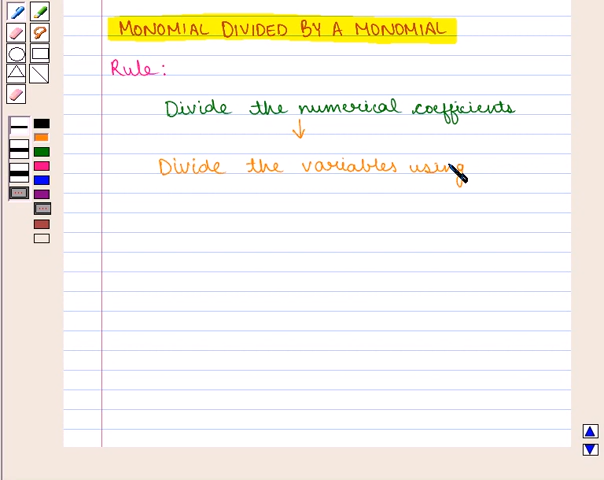 MONOMIAL DIVIDED BY A MONOMIAL
Rule:
Divide the numerical coefficients
Divide the variables using